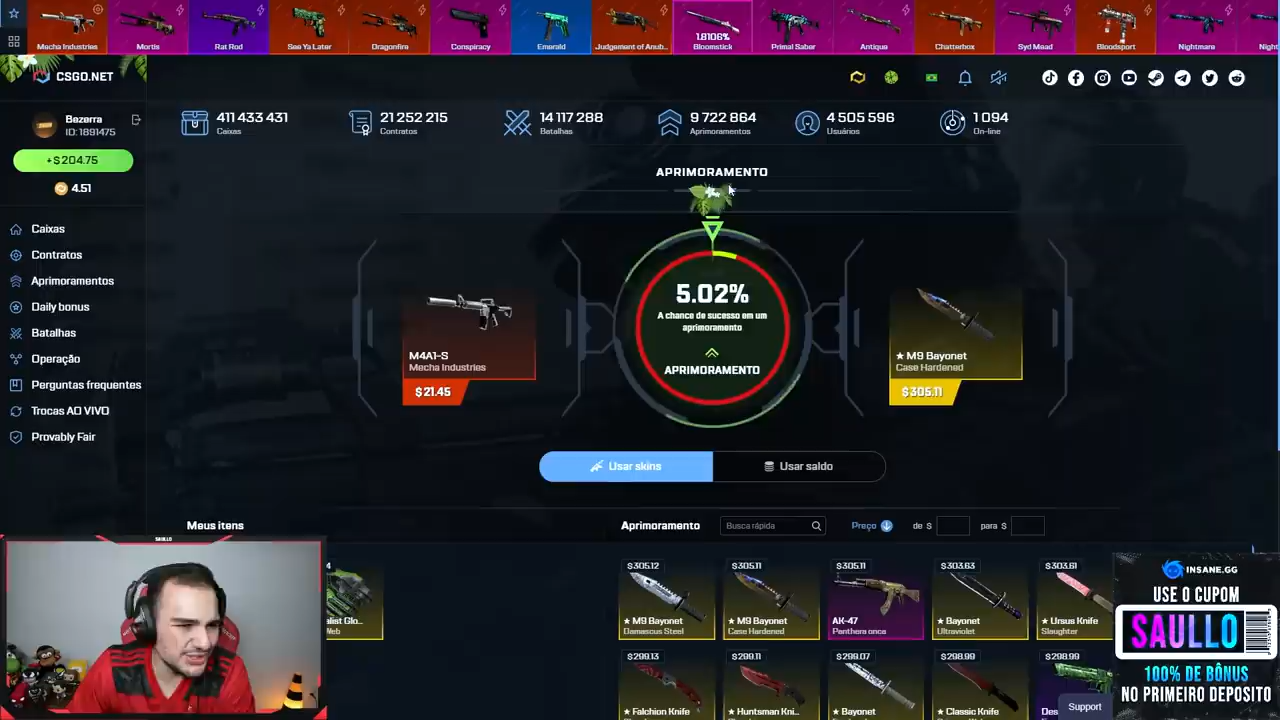 Mecha Industries
Mortis
Rat Rod
See Ya Later
Dragonfire
Conspiracy
Emerald
Judgement of Anub...
1.8106%
Bloomstick
Primal Saber
Antique
Chatterbox
Syd Mead
Bloodsport
Nightmare
Night
CSGO.NET
Bezerra
ID: 1891475
+$204.75
4.51
411 433 431
Caixas
21 252 215
Contratos
14 117 288
Batalhas
9 722 864
Aprimoramentos
4 505 596
Usuários
1 094
On-line
Caixas
Contratos
Aprimoramentos
Daily bonus
Batalhas
Operação
Perguntas frequentes
Trocas AO VIVO
Provably Fair
APRIMORAMENTO
M4A1-S
Mecha Industries
$21.45
5.02%
A chance de sucesso em um
aprimoramento
APRIMORAMENTO
★ M9 Bayonet
Case Hardened
$305.11
Usar skins
Usar saldo
Meus itens
Aprimoramento
Busca rápida
Preço
de $
para $
alist Glo...
Web
$305.12
★ M9 Bayonet
Damascus Steel
$305.11
★ M9 Bayonet
Case Hardened
$305.11
AK-47
Panthera onca
$303.63
★ Bayonet
Ultraviolet
$303.61
★ Ursus Knife
Slaughter
$299.13
★ Falchion Knife
$299.11
★ Huntsman Kni...
$299.07
★ Bayonet
$298.99
★ Classic Knife
$298.99
Des
Support
SAULLO
INSANE.GG
USE O CUPOM
SAULLO
100% DE BÔNUS
NO PRIMEIRO DEPOSITO